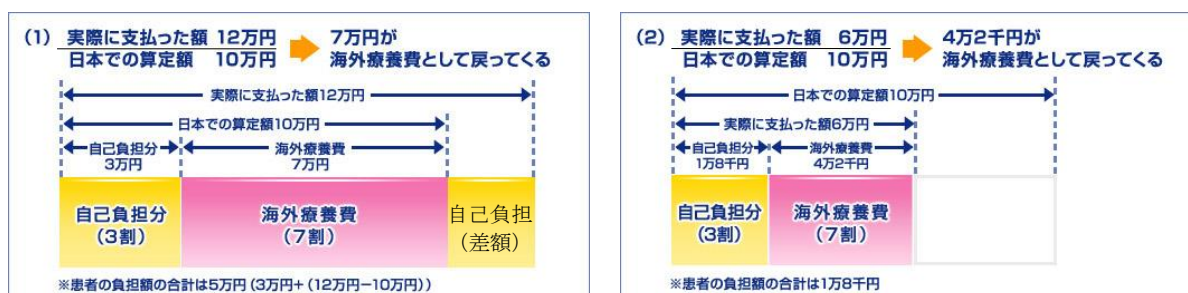 (1) 実際に支払った額 12万円
日本での算定額 10万円
7万円が
海外療養費として戻ってくる
実際に支払った額12万円
日本での算定額10万円
自己負担分
3万円
海外療養費
7万円
自己負担分
(3割)
海外療養費
(7割)
自己負担
(差額)
※患者の負担額の合計は5万円(3万円+(12万円−10万円))
(2) 実際に支払った額 6万円
日本での算定額 10万円
4万2千円が
海外療養費として戻ってくる
日本での算定額10万円
実際に支払った額6万円
自己負担分
1万8千円
海外療養費
4万2千円
自己負担分
(3割)
海外療養費
(7割)
※患者の負担額の合計は1万8千円